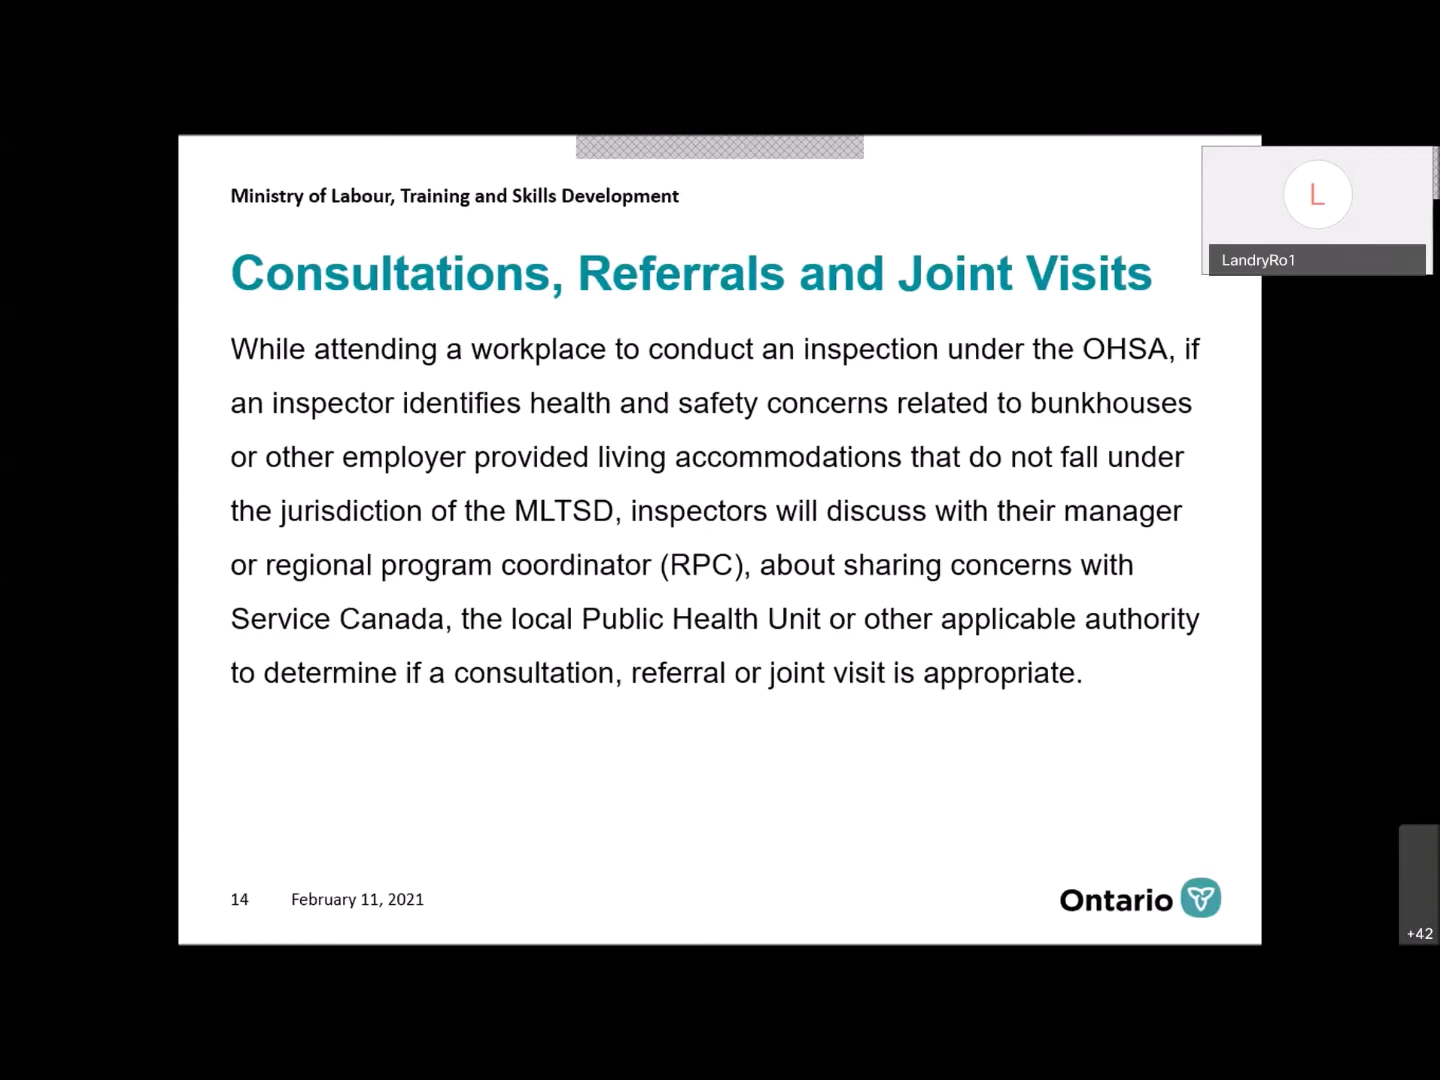 Ministry of Labour, Training and Skills Development
L
LandryRo1
Consultations, Referrals and Joint Visits
While attending a workplace to conduct an inspection under the OHSA, if
an inspector identifies health and safety concerns related to bunkhouses
or other employer provided living accommodations that do not fall under
the jurisdiction of the MLTSD, inspectors will discuss with their manager
or regional program coordinator (RPC), about sharing concerns with
Service Canada, the local Public Health Unit or other applicable authority
to determine if a consultation, referral or joint visit is appropriate.
14 February 11, 2021
Ontario
+42